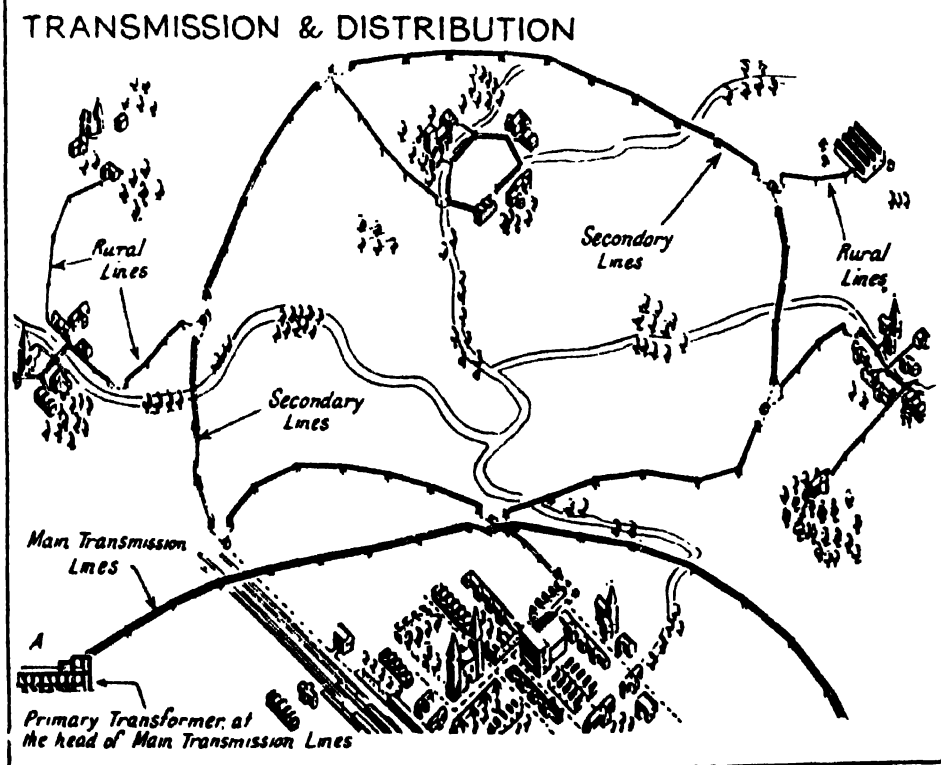 TRANSMISSION & DISTRIBUTION
Rural
Lines
Secondory
Lines
Rural
Lines
Secondary
Lines
Main Transmission
Lines
A
Primary Transformer, at
the head of Main Transmission Lines